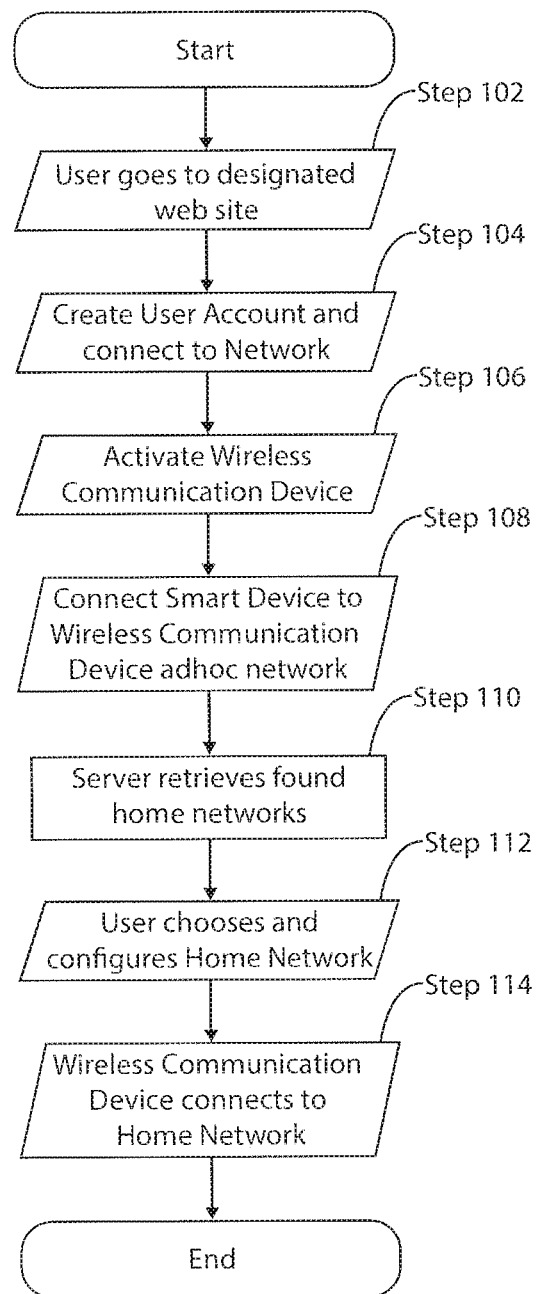 Start
Step 102
User goes to designated
web site
Step 104
Create User Account and
connect to Network
Step 106
Activate Wireless
Communication Device
Step 108
Connect Smart Device to
Wireless Communication
Device adhoc network
Step 110
Server retrieves found
home networks
Step 112
User chooses and
configures Home Network
Step 114
Wireless Communication
Device connects to
Home Network
End